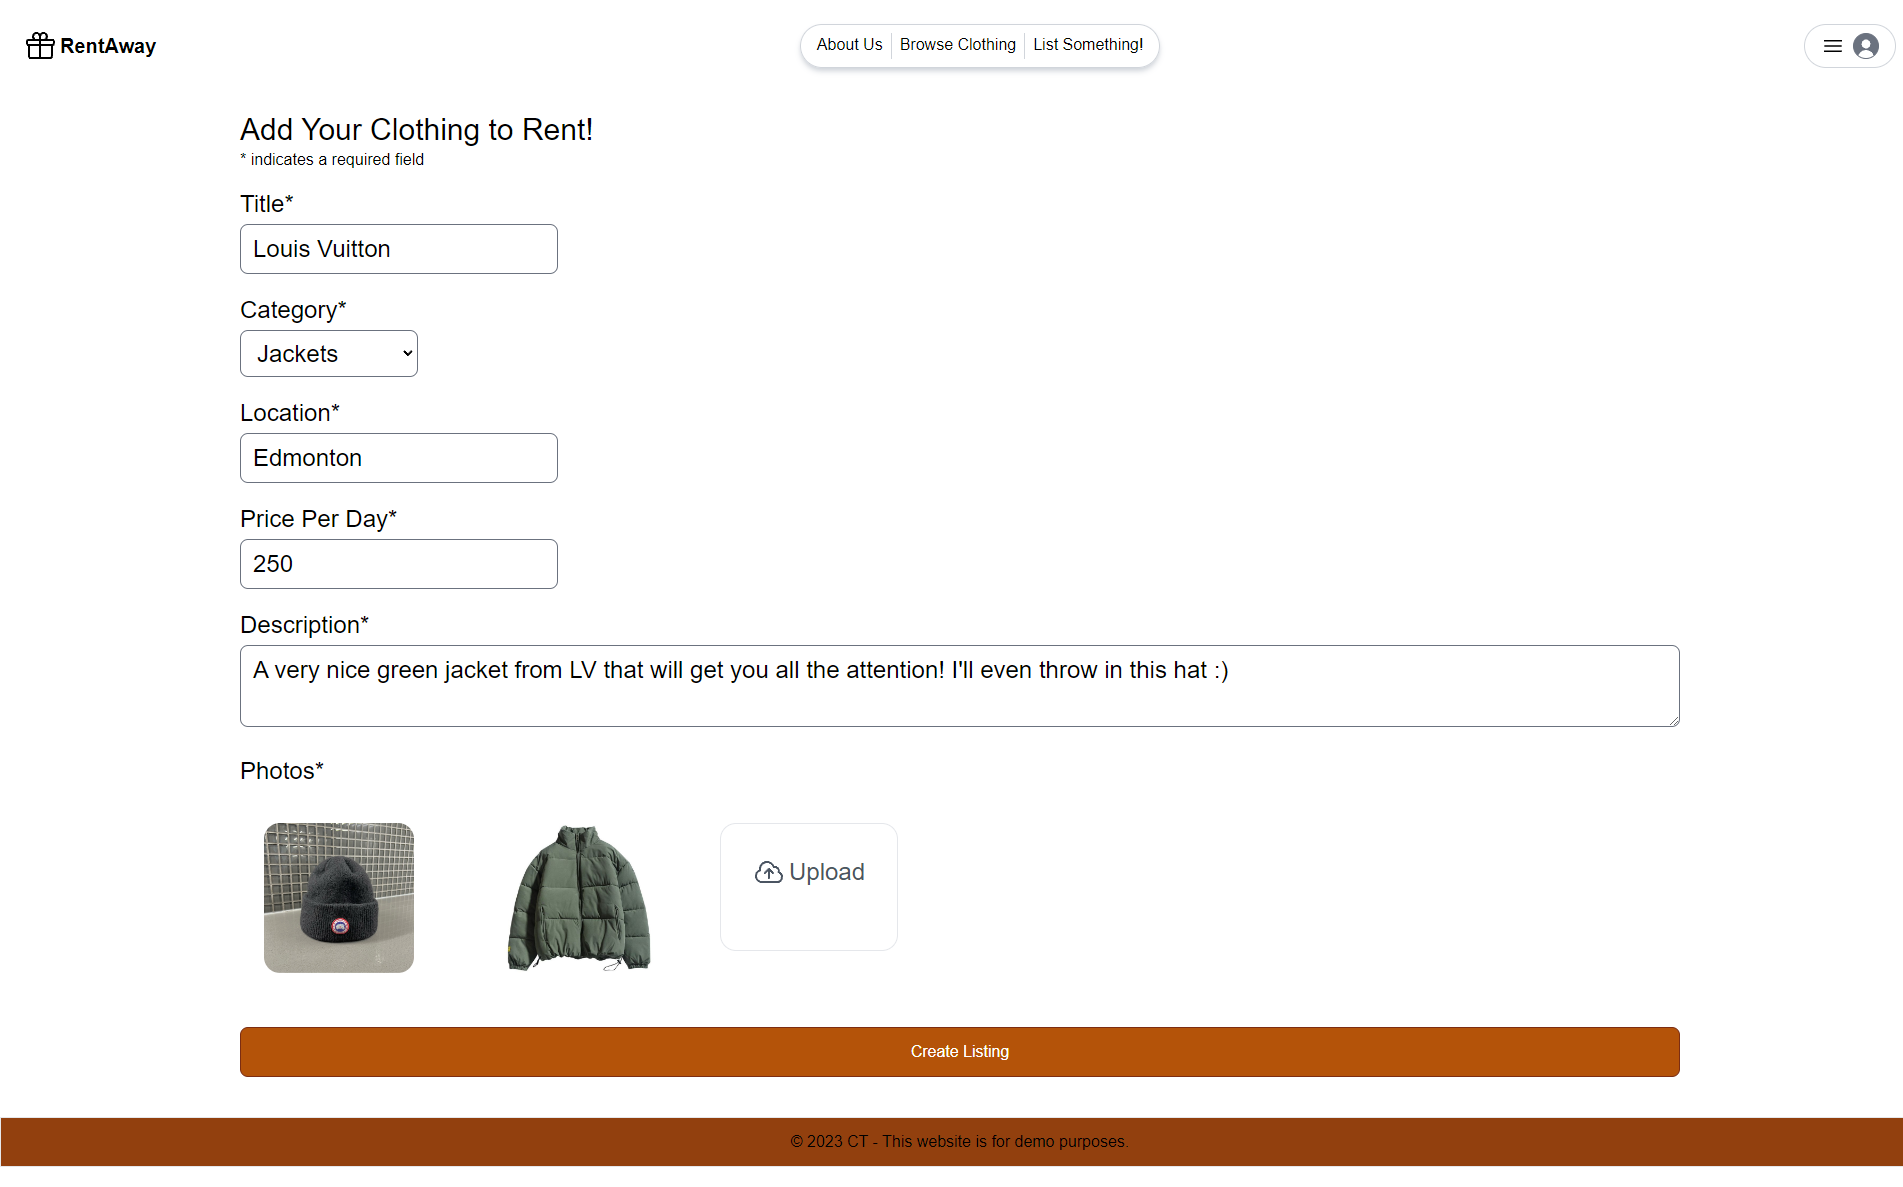 RentAway
About Us
Browse Clothing
List Something!
Add Your Clothing to Rent!
* indicates a required field
Title*
Louis Vuitton
Category*
Jackets
Location*
Edmonton
Price Per Day*
250
Description*
A very nice green jacket from LV that will get you all the attention! I'll even throw in this hat :)
Photos*
Upload
Create Listing
© 2023 CT - This website is for demo purposes.